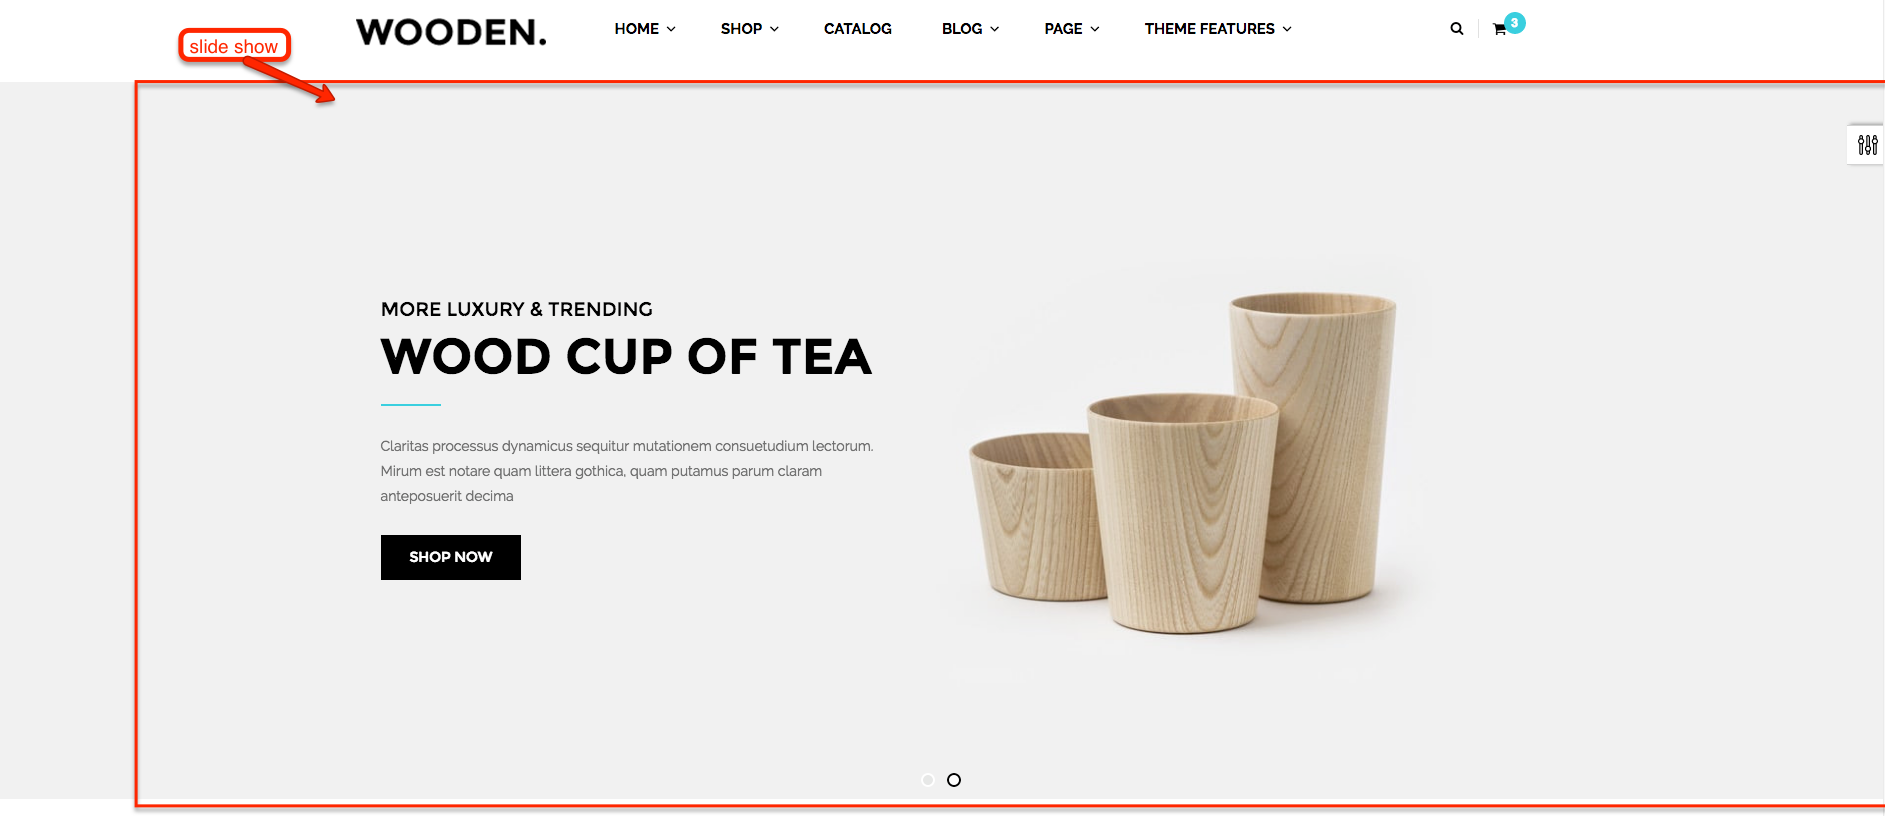 slide show
WOODEN.
HOME SHOP CATALOG BLOG PAGE THEME FEATURES
3
MORE LUXURY & TRENDING
WOOD CUP OF TEA
Claritas processus dynamicus sequitur mutationem consuetudium lectorum.
Mirum est notare quam littera gothica, quam putamus parum claram
anteposuerit decima
SHOP NOW